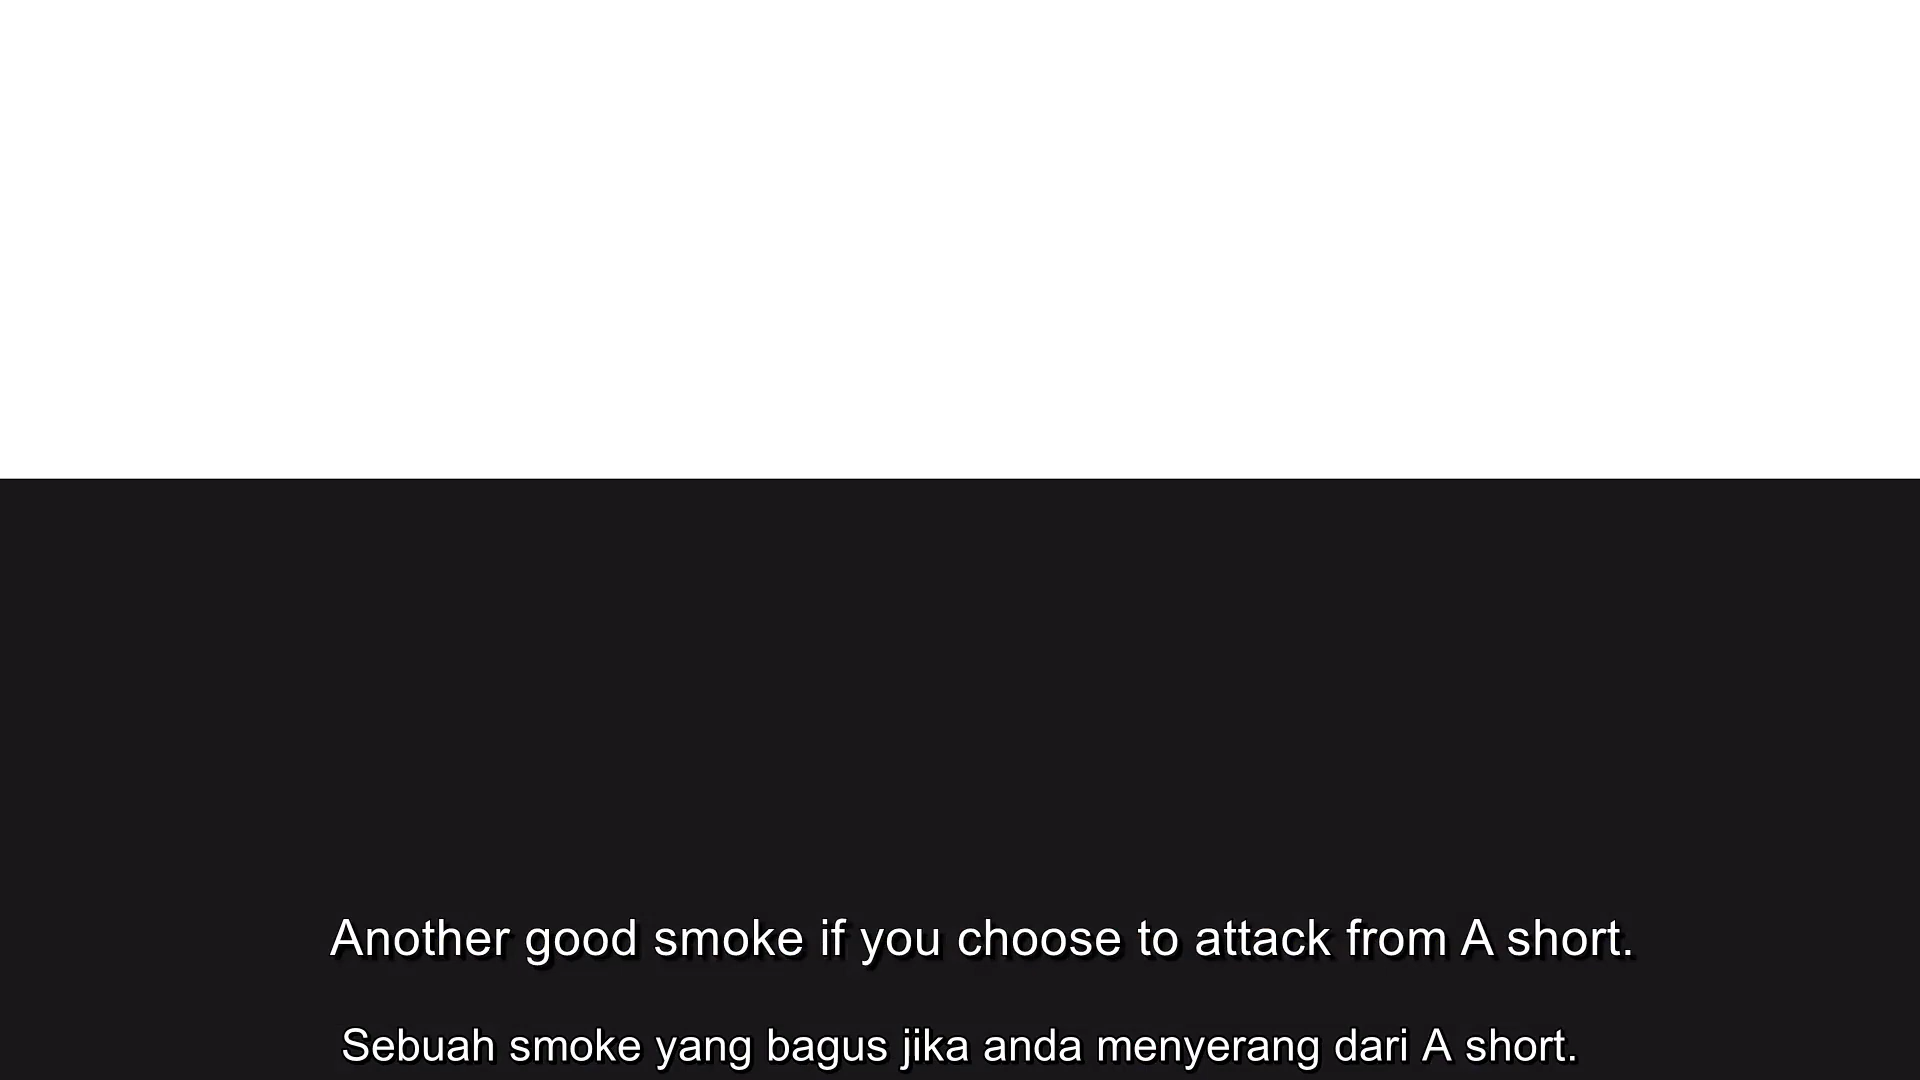 Another good smoke if you choose to attack from A short.
Sebuah smoke yang bagus jika anda menyerang dari A short.